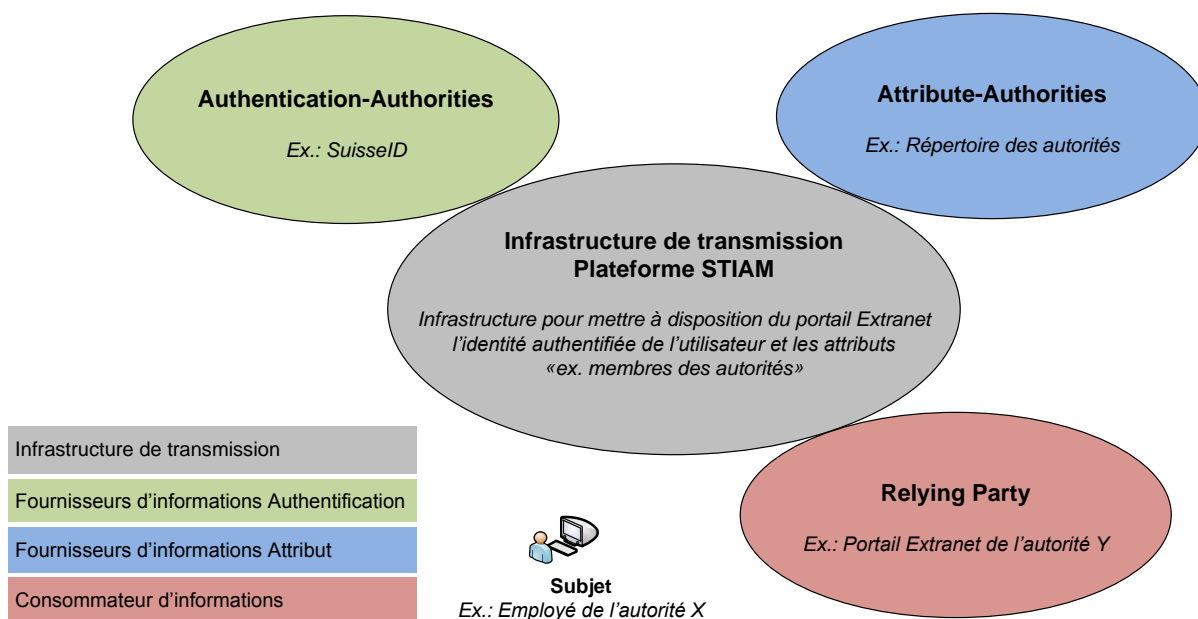 Authentication-Authorities
Ex.: SuisseID
Attribute-Authorities
Ex.: Répertoire des autorités
Infrastructure de transmission
Plateforme STIAM
Infrastructure pour mettre à disposition du portail Extranet
l'identité authentifiée de l'utilisateur et les attributs
«ex. membres des autorités»
Infrastructure de transmission
Fournisseurs d'informations Authentification
Fournisseurs d'informations Attribut
Consommateur d'informations
Subjet
Ex.: Employé de l'autorité X
Relying Party
Ex.: Portail Extranet de l'autorité Y